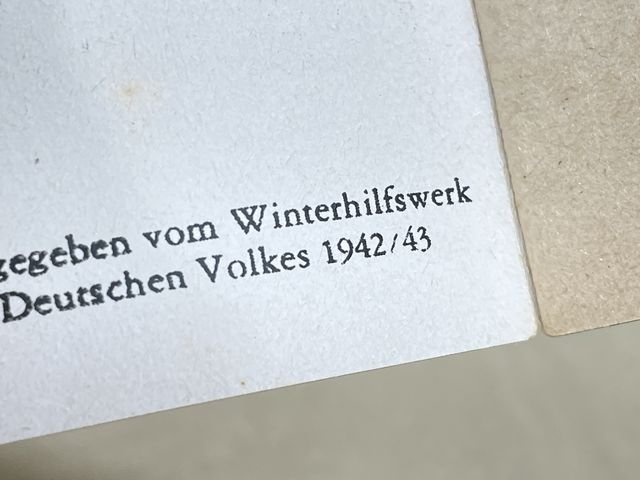 gegeben vom Winterhilfswerk
Deutschen Volkes 1942/43